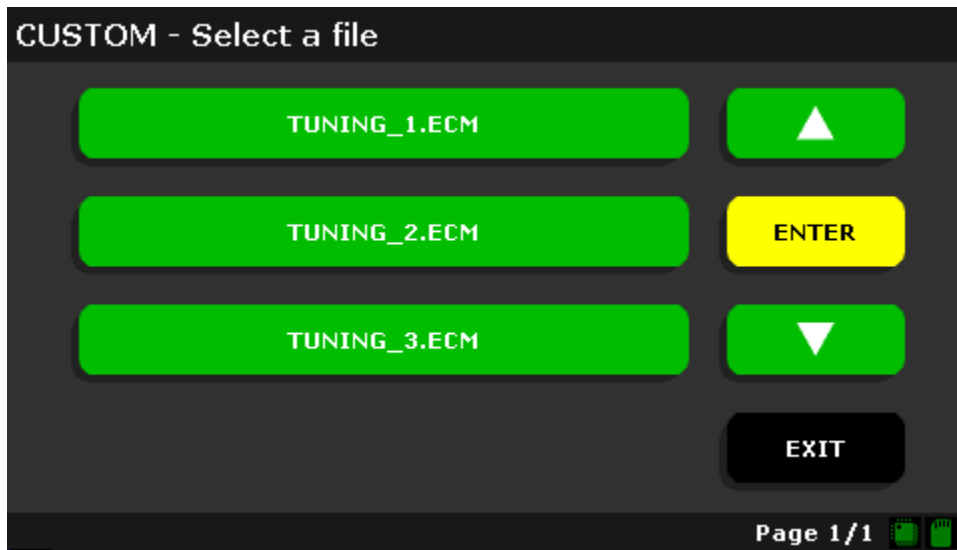 CUSTOM - Select a file
TUNING_1.ECM
TUNING_2.ECM
ENTER
TUNING_3.ECM
EXIT
Page 1/1